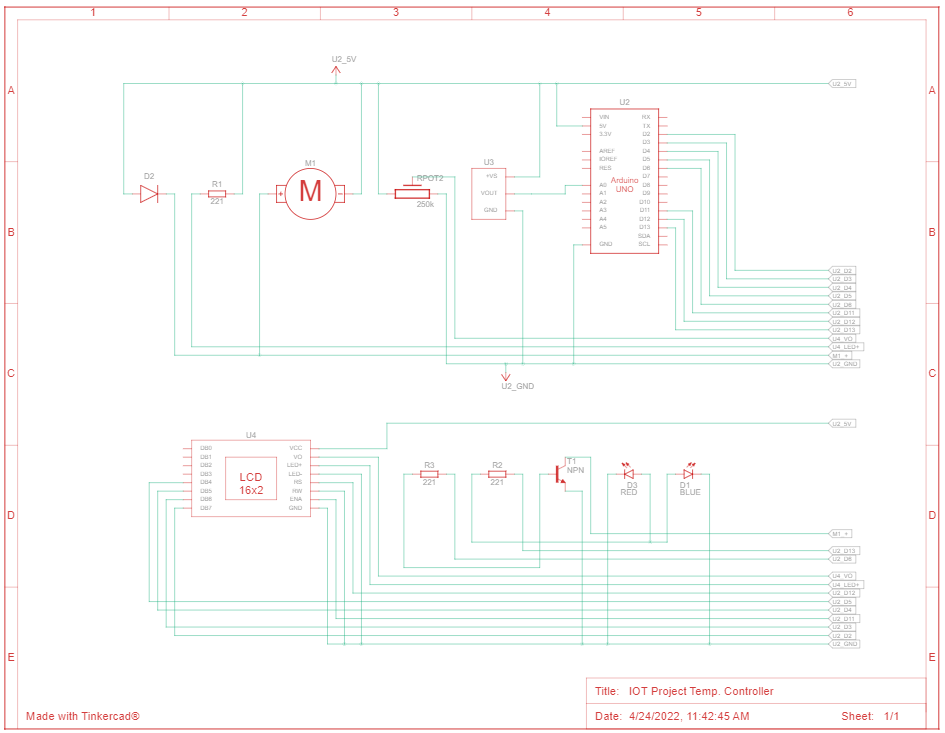 1 2 3 4 5 6
A A
B B
C C
D D
E E
U2_5V
U2_5V
U2
VIN RX
5V TX
3.3V D2
D3
AREF D4
IOREF D5
RES D6
D7
A0 D8
A1 D9
A2 D10
A3 D11
A4 D12
A5 D13
SDA
GND SCL
Arduino
UNO
D2
R1
221
M1
M
+ -
RPOT2
250k
U3
+VS
VOUT
GND
U2_D2
U2_D3
U2_D4
U2_D5
U2_D6
U2_D11
U2_D12
U2_D13
U4_VO
U4_LED+
M1_+
U2_GND
U2_GND
U2_5V
U4
DB0 VCC
DB1 VO
DB2 LED+
DB3 LED-
DB4 RS
DB5 RW
DB6 ENA
DB7 GND
LCD
16x2
R3
221
R2
221
T1
NPN
D3
RED
D1
BLUE
M1_+
U2_D13
U2_D6
U4_VO
U4_LED+
U2_D12
U2_D5
U2_D4
U2_D11
U2_D3
U2_D2
U2_GND
Title: IOT Project Temp. Controller
Made with Tinkercad®
Date: 4/24/2022, 11:42:45 AM Sheet: 1/1